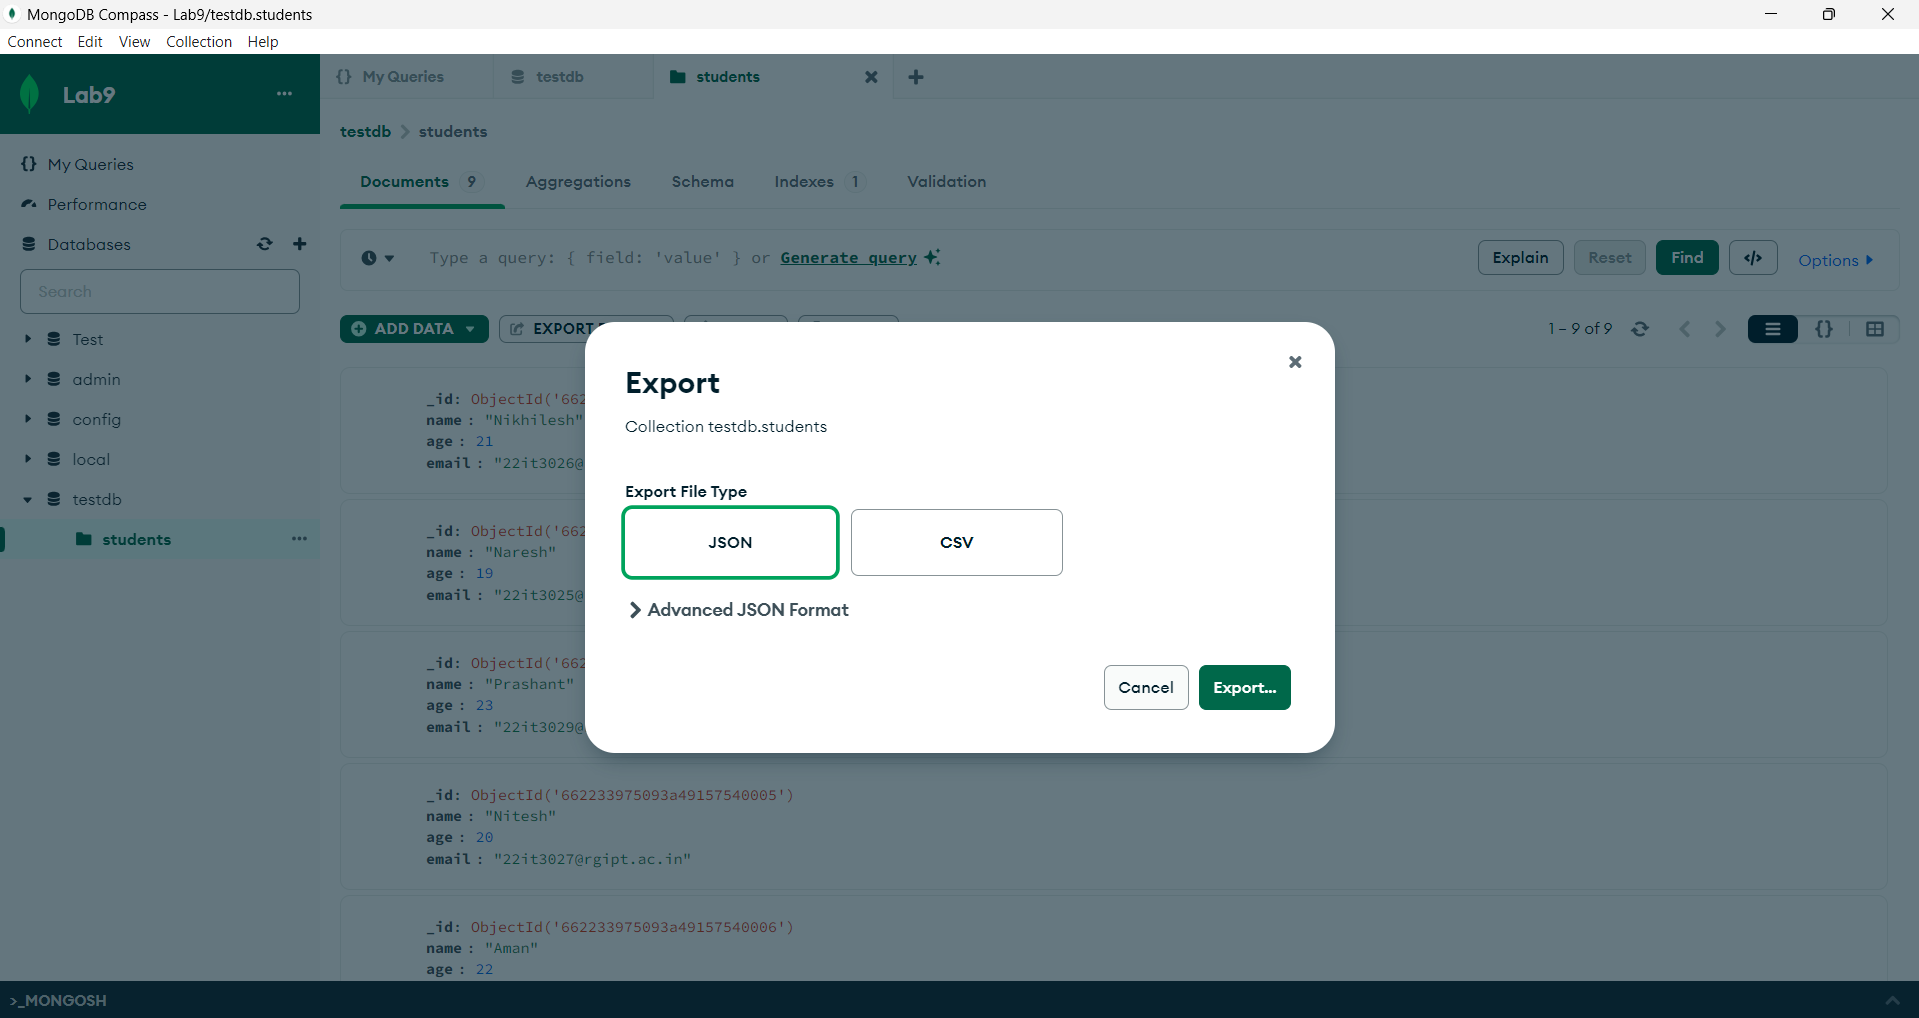 MongoDB Compass - Lab9/testdb.students
Connect Edit View Collection Help
Lab9
My Queries
testdb
students
testdb > students
My Queries
Performance
Databases
Search
Test
admin
config
local
testdb
students
Documents 9 Aggregations Schema Indexes 1 Validation
Type a query: { field: 'value' } or Generate query
Explain Reset Find </> Options
ADD DATA EXPORT
1 – 9 of 9
_id: ObjectId('662
name : "Nikhilesh"
age : 21
email : "22it3026@
_id: ObjectId('662
name : "Naresh"
age : 19
email : "22it3025@
_id: ObjectId('662
name : "Prashant"
age : 23
email : "22it3029@
_id: ObjectId('662233975093a49157540005')
name : "Nitesh"
age : 20
email : "22it3027@rgipt.ac.in"
_id: ObjectId('662233975093a49157540006')
name : "Aman"
age : 22
Export
Collection testdb.students
Export File Type
JSON CSV
Advanced JSON Format
Cancel Export...
>_MONGOSH